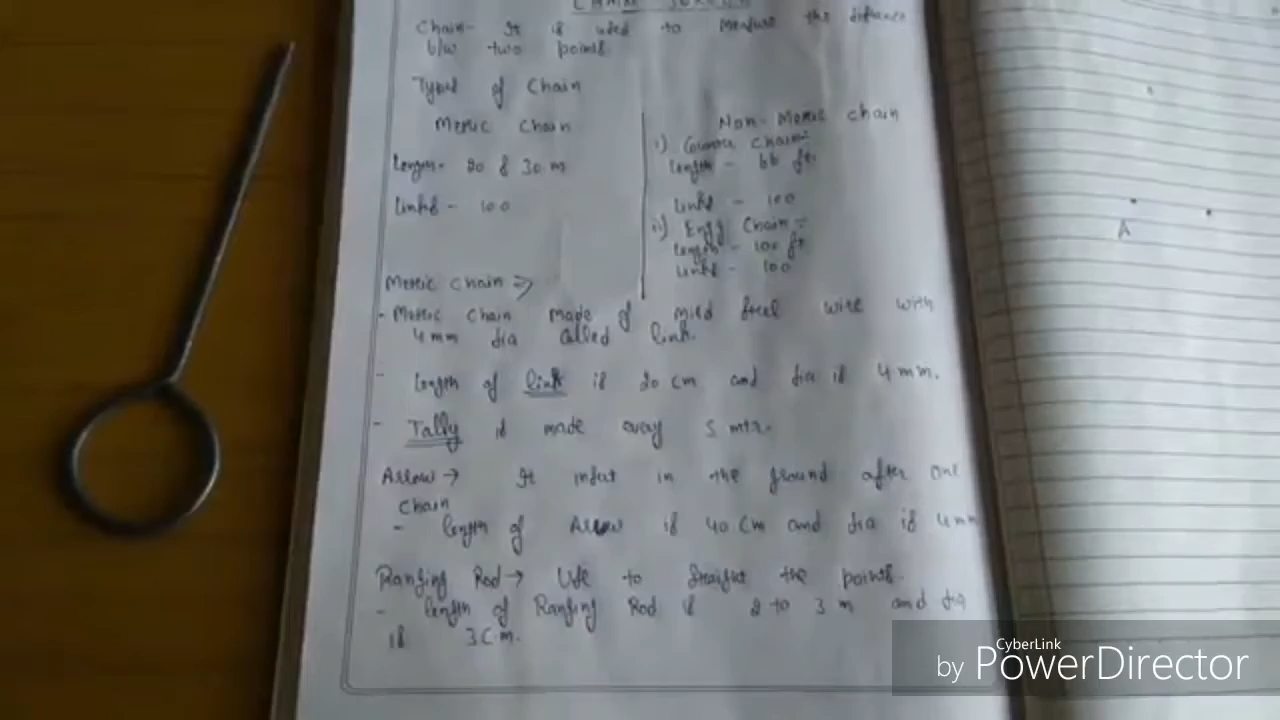 CHAIN SURVEY
Chain- It is used to Measure the distance
b/w two points.
Types of Chain
Metric Chain
Length- 20 & 30 m
Links - 100
Non-Metric chain
i) Chain:-
length - 66 ft.
Links - 100
ii) Engg Chain :-
length - 100 ft
Links - 100
Metric Chain =>
- Metric Chain made of mild steel wire with
4 mm dia called link.
- length of link is 20 cm and dia is 4 mm.
- Tally is made every 5 mtr.
Arrow → It in the ground after one
chain
- length of Arrow is 40 cm and dia is 4 mm
Ranging Rod → Use to straight the points.
- length of Ranging Rod is 2 to 3 m and dia
is 3 C.m.
A
CyberLink
by PowerDirector